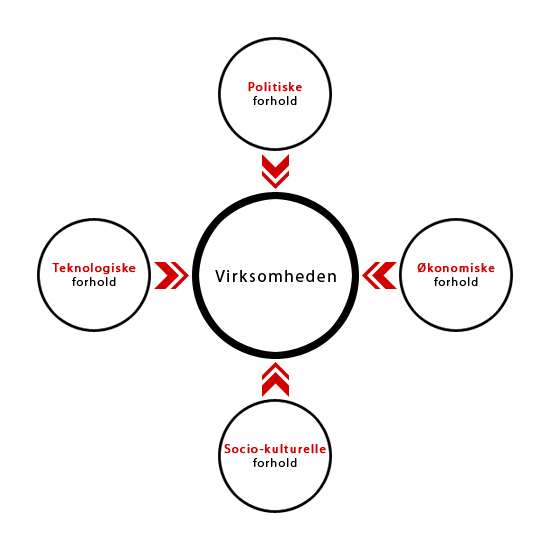 Politiske
forhold
Teknologiske
forhold
Virksomheden
Økonomiske
forhold
Socio-kulturelle
forhold